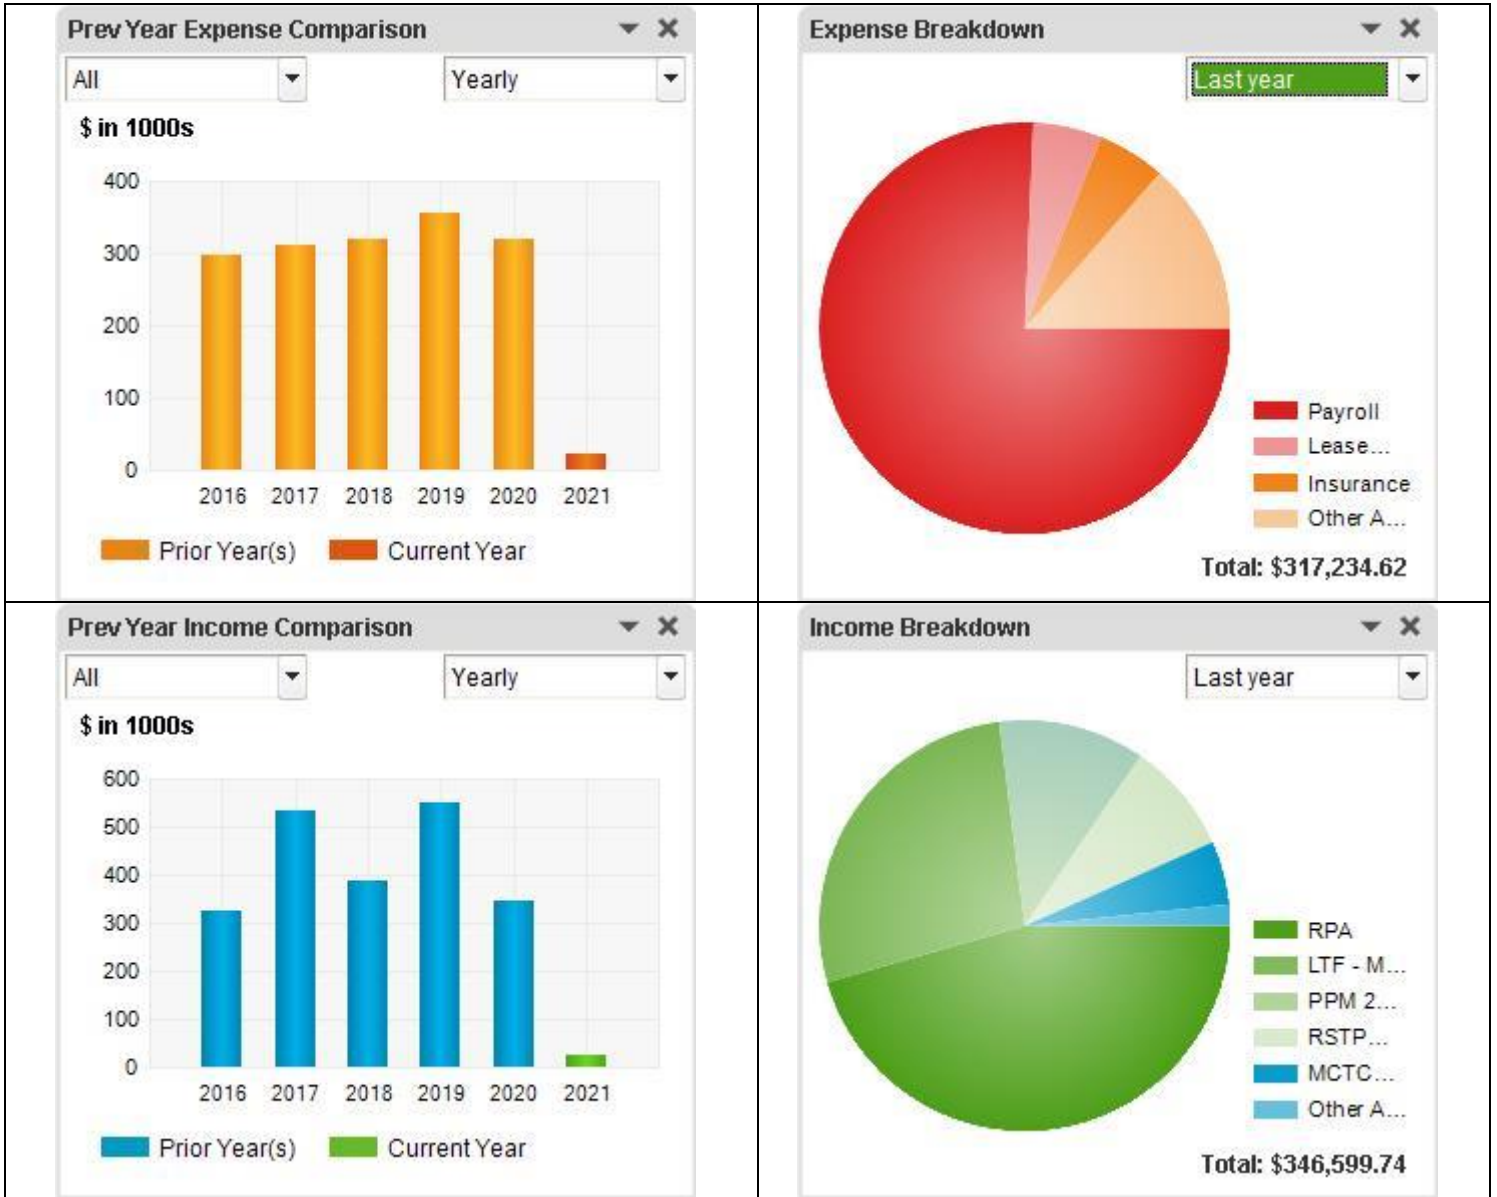 Prev Year Expense Comparison
All
Yearly
$ in 1000s
400
300
200
100
0
2016 2017 2018 2019 2020 2021
Prior Year(s) Current Year
Expense Breakdown
Last year
Payroll
Lease...
Insurance
Other A...
Total: $317,234.62
Prev Year Income Comparison
All
Yearly
$ in 1000s
600
500
400
300
200
100
0
2016 2017 2018 2019 2020 2021
Prior Year(s) Current Year
Income Breakdown
Last year
RPA
LTF - M...
PPM 2...
RSTP...
MCTC...
Other A...
Total: $346,599.74